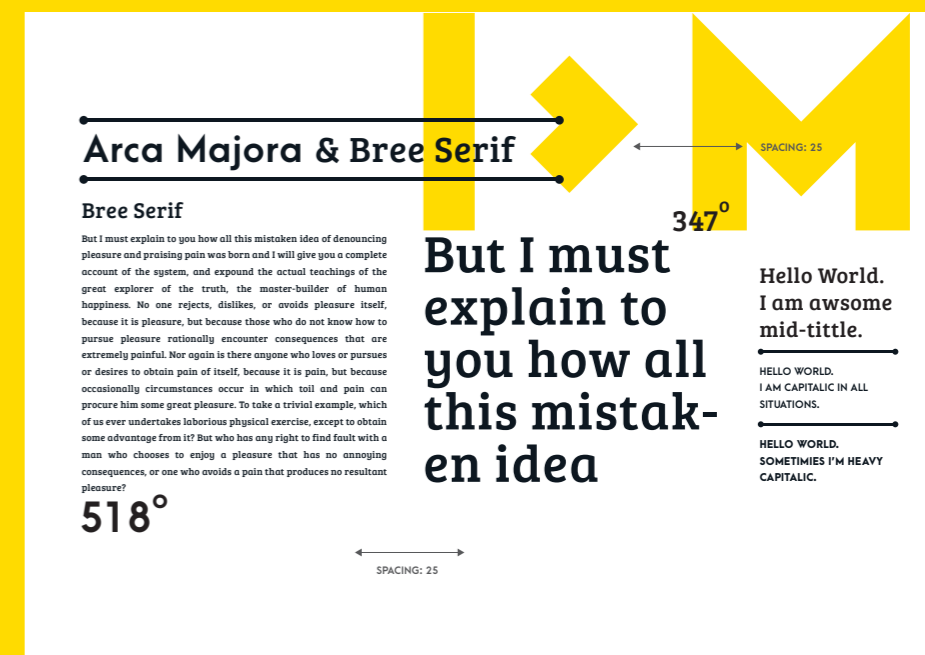 Arca Majora & Bree Serif
SPACING: 25
Bree Serif
But I must explain to you how all this mistaken idea of denouncing
pleasure and praising pain was born and I will give you a complete
account of the system, and expound the actual teachings of the
great explorer of the truth, the master-builder of human
happiness. No one rejects, dislikes, or avoids pleasure itself,
because it is pleasure, but because those who do not know how to
pursue pleasure rationally encounter consequences that are
extremely painful. Nor again is there anyone who loves or pursues
or desires to obtain pain of itself, because it is pain, but because
occasionally circumstances occur in which toil and pain can
procure him some great pleasure. To take a trivial example, which
of us ever undertakes laborious physical exercise, except to obtain
some advantage from it? But who has any right to find fault with a
man who chooses to enjoy a pleasure that has no annoying
consequences, or one who avoids a pain that produces no resultant
pleasure?
518°
347°
But I must
explain to
you how all
this mistak-
en idea
Hello World.
I am awsome
mid-tittle.
HELLO WORLD.
I AM CAPITALIC IN ALL
SITUATIONS.
HELLO WORLD.
SOMETIMIES I'M HEAVY
CAPITALIC.
SPACING: 25